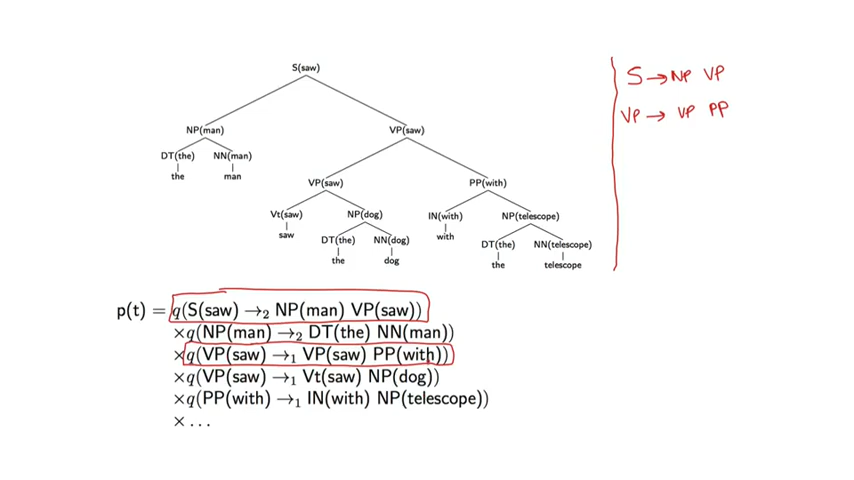 S(saw)
S → NP VP
VP → VP PP
NP(man) VP(saw)
DT(the) NN(man)
the man
VP(saw) PP(with)
Vt(saw) NP(dog) IN(with) NP(telescope)
saw with
DT(the) NN(dog) DT(the) NN(telescope)
the dog the telescope
p(t) = q(S(saw) →₂ NP(man) VP(saw))
×q(NP(man) →₂ DT(the) NN(man))
×q(VP(saw) →₁ VP(saw) PP(with))
×q(VP(saw) →₁ Vt(saw) NP(dog))
×q(PP(with) →₁ IN(with) NP(telescope))
×...